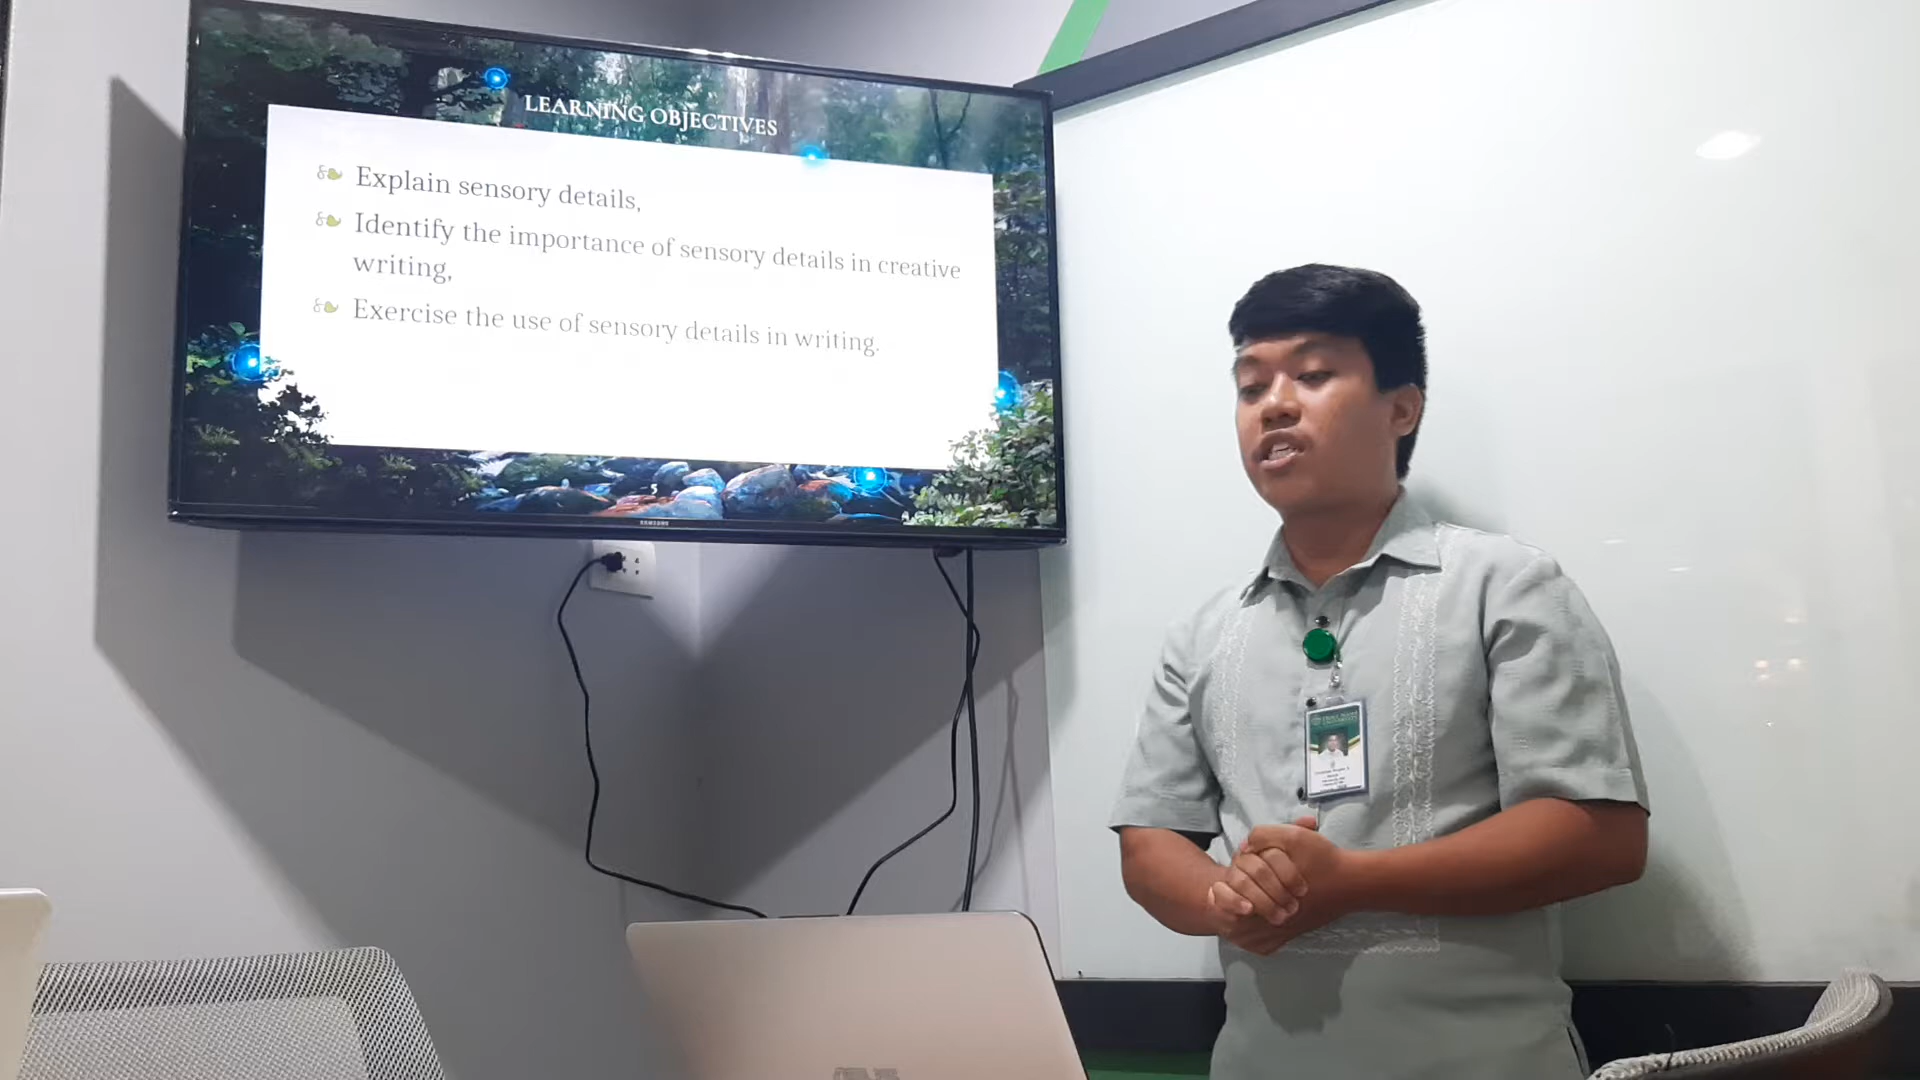 LEARNING OBJECTIVES
Explain sensory details,
Identify the importance of sensory details in creative
writing,
Exercise the use of sensory details in writing.
SAMSUNG